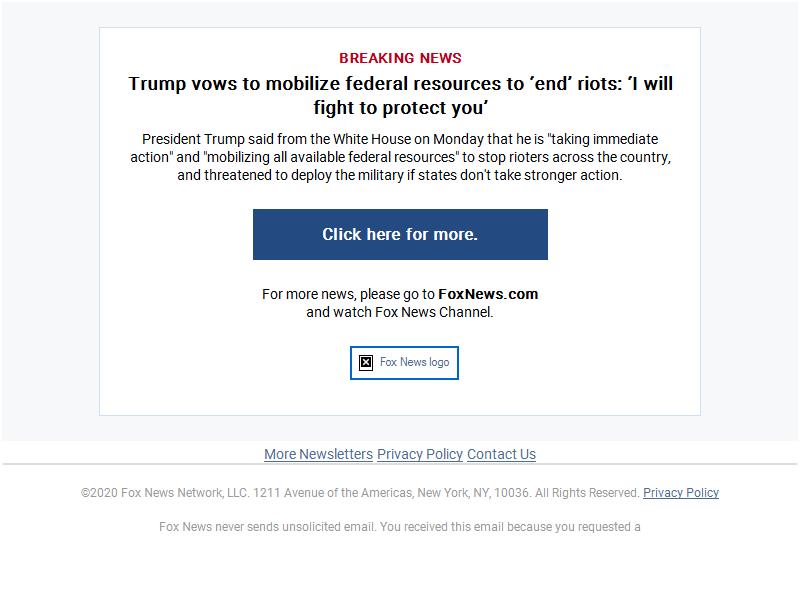 BREAKING NEWS
Trump vows to mobilize federal resources to ‘end’ riots: ‘I will
fight to protect you’
President Trump said from the White House on Monday that he is "taking immediate
action" and "mobilizing all available federal resources" to stop rioters across the country,
and threatened to deploy the military if states don't take stronger action.
Click here for more.
For more news, please go to FoxNews.com
and watch Fox News Channel.
Fox News logo
More Newsletters Privacy Policy Contact Us
©2020 Fox News Network, LLC. 1211 Avenue of the Americas, New York, NY, 10036. All Rights Reserved. Privacy Policy
Fox News never sends unsolicited email. You received this email because you requested a